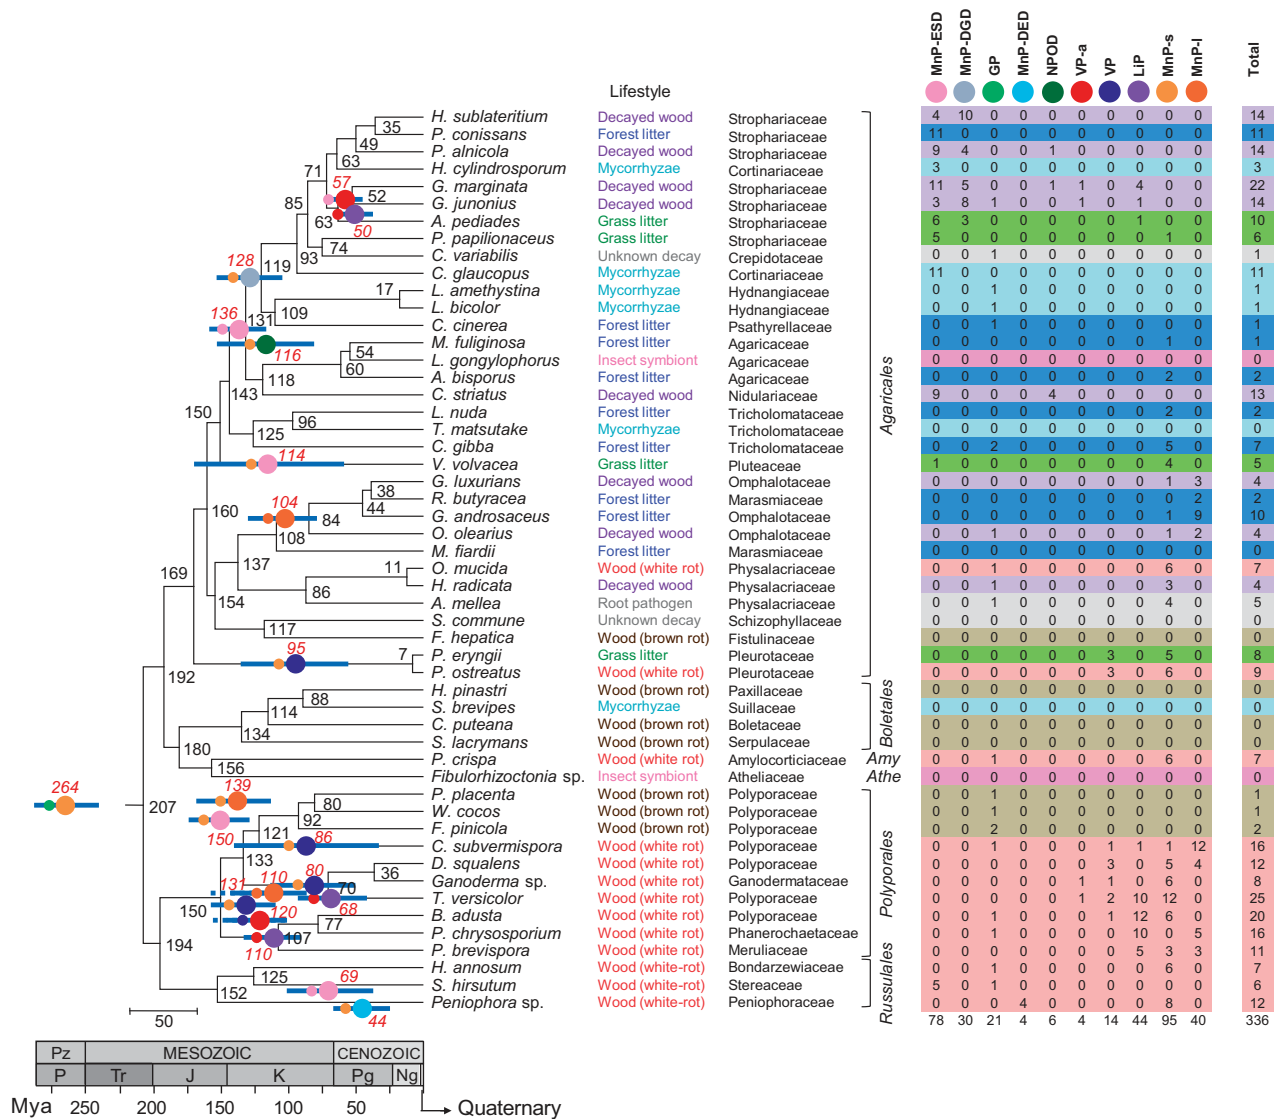 Lifestyle
MnP-ESD MnP-DGD GP MnP-DED NPOD VP-a VP LiP MnP-s MnP-l Total
H. sublateritium Decayed wood Strophariaceae 4 10 0 0 0 0 0 0 0 0 14
P. conissans Forest litter Strophariaceae 11 0 0 0 0 0 0 0 0 0 11
P. alnicola Decayed wood Strophariaceae 9 4 0 0 1 0 0 0 0 0 14
H. cylindrosporum Mycorrhyzae Cortinariaceae 3 0 0 0 0 0 0 0 0 0 3
G. marginata Decayed wood Strophariaceae 11 5 0 0 1 1 0 4 0 0 22
G. junonius Decayed wood Strophariaceae 3 8 1 0 0 1 0 1 0 0 14
A. pediades Grass litter Strophariaceae 6 3 0 0 0 0 0 1 0 0 10
P. papilionaceus Grass litter Strophariaceae 5 0 0 0 0 0 0 0 1 0 6
C. variabilis Unknown decay Crepidotaceae 0 0 1 0 0 0 0 0 0 0 1
C. glaucopus Mycorrhyzae Cortinariaceae 11 0 0 0 0 0 0 0 0 0 11
L. amethystina Mycorrhyzae Hydnangiaceae 0 0 1 0 0 0 0 0 0 0 1
L. bicolor Mycorrhyzae Hydnangiaceae 0 0 1 0 0 0 0 0 0 0 1
C. cinerea Forest litter Psathyrellaceae 0 0 1 0 0 0 0 0 0 0 1
M. fuliginosa Forest litter Agaricaceae 0 0 0 0 0 0 0 0 1 0 1
L. gongylophorus Insect symbiont Agaricaceae 0 0 0 0 0 0 0 0 0 0 0
A. bisporus Forest litter Agaricaceae 0 0 0 0 0 0 0 0 2 0 2
C. striatus Decayed wood Nidulariaceae 9 0 0 0 4 0 0 0 0 0 13
L. nuda Forest litter Tricholomataceae 0 0 0 0 0 0 0 0 2 0 2
T. matsutake Mycorrhyzae Tricholomataceae 0 0 0 0 0 0 0 0 0 0 0
C. gibba Forest litter Tricholomataceae 0 0 2 0 0 0 0 0 5 0 7
V. volvacea Grass litter Pluteaceae 1 0 0 0 0 0 0 0 4 0 5
G. luxurians Decayed wood Omphalotaceae 0 0 0 0 0 0 0 0 1 3 4
R. butyracea Forest litter Marasmiaceae 0 0 0 0 0 0 0 0 0 2 2
G. androsaceus Forest litter Omphalotaceae 0 0 0 0 0 0 0 0 1 9 10
O. olearius Decayed wood Omphalotaceae 0 0 1 0 0 0 0 0 1 2 4
M. fiardii Forest litter Marasmiaceae 0 0 0 0 0 0 0 0 0 0 0
O. mucida Wood (white rot) Physalacriaceae 0 0 1 0 0 0 0 0 6 0 7
H. radicata Decayed wood Physalacriaceae 0 0 1 0 0 0 0 0 3 0 4
A. mellea Root pathogen Physalacriaceae 0 0 1 0 0 0 0 0 4 0 5
S. commune Unknown decay Schizophyllaceae 0 0 0 0 0 0 0 0 0 0 0
F. hepatica Wood (brown rot) Fistulinaceae 0 0 0 0 0 0 0 0 0 0 0
P. eryngii Grass litter Pleurotaceae 0 0 0 0 0 0 3 0 5 0 8
P. ostreatus Wood (white rot) Pleurotaceae 0 0 0 0 0 0 3 0 6 0 9
H. pinastri Wood (brown rot) Paxillaceae 0 0 0 0 0 0 0 0 0 0 0
S. brevipes Mycorrhyzae Suillaceae 0 0 0 0 0 0 0 0 0 0 0
C. puteana Wood (brown rot) Boletaceae 0 0 0 0 0 0 0 0 0 0 0
S. lacrymans Wood (brown rot) Serpulaceae 0 0 0 0 0 0 0 0 0 0 0
P. crispa Wood (white rot) Amylocorticiaceae Amy 0 0 1 0 0 0 0 0 6 0 7
Fibulorhizoctonia sp. Insect symbiont Atheliaceae Athe 0 0 0 0 0 0 0 0 0 0 0
P. placenta Wood (brown rot) Polyporaceae 0 0 1 0 0 0 0 0 0 0 1
W. cocos Wood (brown rot) Polyporaceae 0 0 1 0 0 0 0 0 0 0 1
F. pinicola Wood (brown rot) Polyporaceae 0 0 2 0 0 0 0 0 0 0 2
C. subvermispora Wood (white rot) Polyporaceae 0 0 1 0 0 0 1 1 1 12 16
D. squalens Wood (white rot) Polyporaceae 0 0 0 0 0 0 3 0 5 4 12
Ganoderma sp. Wood (white rot) Ganodermataceae 0 0 0 0 0 1 1 0 6 0 8
T. versicolor Wood (white rot) Polyporaceae 0 0 0 0 0 1 2 10 12 0 25
B. adusta Wood (white rot) Polyporaceae 0 0 1 0 0 0 1 12 6 0 20
P. chrysosporium Wood (white rot) Phanerochaetaceae 0 0 1 0 0 0 0 10 0 5 16
P. brevispora Wood (white rot) Meruliaceae 0 0 0 0 0 0 0 5 3 3 11
H. annosum Wood (white-rot) Bondarzewiaceae 0 0 1 0 0 0 0 0 6 0 7
S. hirsutum Wood (white-rot) Stereaceae 5 0 1 0 0 0 0 0 0 0 6
Peniophora sp. Wood (white-rot) Peniophoraceae 0 0 0 4 0 0 0 0 8 0 12
78 30 21 4 6 4 14 44 95 40 336
Agaricales
Boletales
Polyporales
Russulales
35
49
63
71
57
52
85
63
50
74
93
128
119
17
136
131
109
116
54
60
118
143
150
96
125
114
38
104
44
84
160
108
137
11
169
154
86
117
95
7
192
88
114
134
180
156
264
207
139
80
92
150
121
86
133
80
36
131
110
70
150
120
68
77
107
110
194
125
69
152
44
50
Pz MESOZOIC CENOZOIC
P Tr J K Pg Ng
Mya 250 200 150 100 50 Quaternary